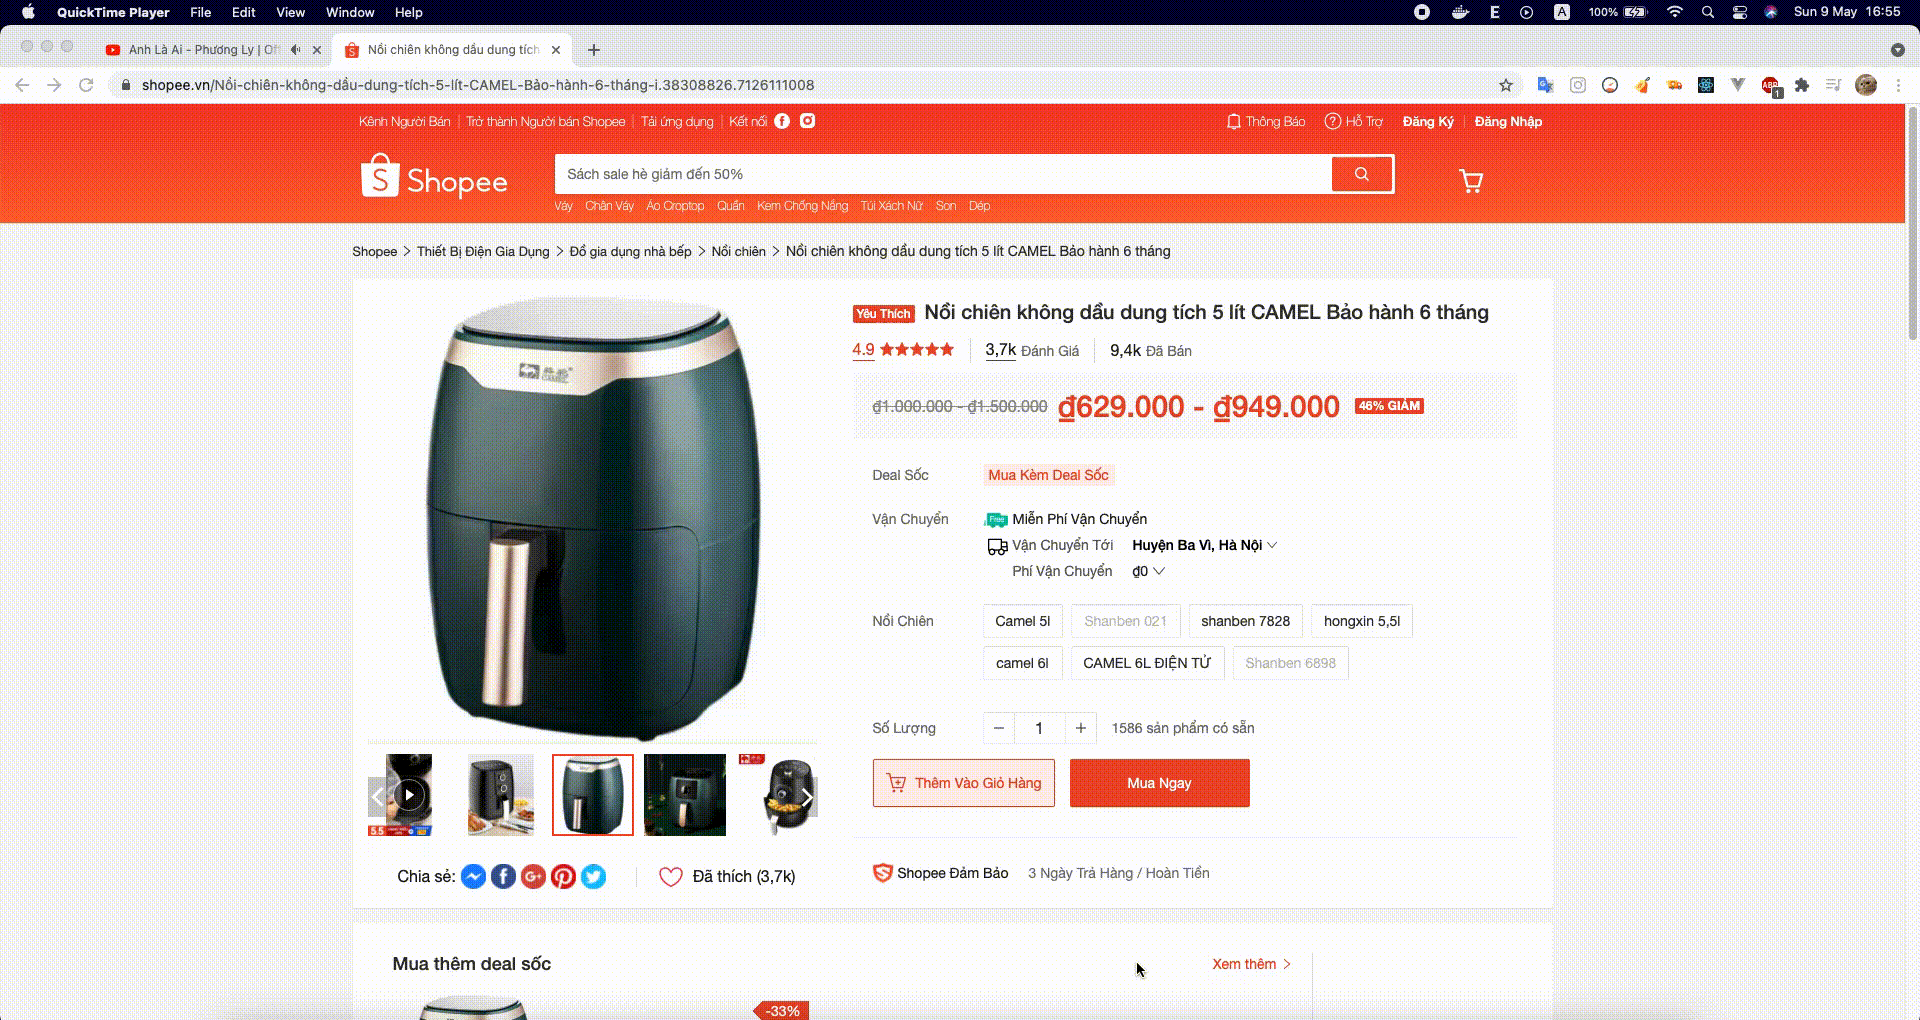 QuickTime Player File Edit View Window Help
E A 100% Sun 9 May 16:55
Anh Là Ai - Phương Ly | Off
Nồi chiên không dầu dung tích
shopee.vn/Nồi-chiên-không-dầu-dung-tích-5-lít-CAMEL-Bảo-hành-6-tháng-i.38308826.7126111008
ABP 1
Kênh Người Bán Trở thành Người bán Shopee Tải ứng dụng Kết nối
Thông Báo Hỗ Trợ Đăng Ký Đăng Nhập
Shopee
Sách sale hè giảm đến 50%
Váy Chân Váy Áo Croptop Quần Kem Chống Nắng Túi Xách Nữ Son Dép
Shopee > Thiết Bị Điện Gia Dụng > Đồ gia dụng nhà bếp > Nồi chiên > Nồi chiên không dầu dung tích 5 lít CAMEL Bảo hành 6 tháng
Yêu Thích Nồi chiên không dầu dung tích 5 lít CAMEL Bảo hành 6 tháng
4.9 3,7k Đánh Giá 9,4k Đã Bán
₫1.000.000 - ₫1.500.000 ₫629.000 - ₫949.000 46% GIẢM
CAMEL
Deal Sốc Mua Kèm Deal Sốc
Vận Chuyển Free Miễn Phí Vận Chuyển
Vận Chuyển Tới Huyện Ba Vì, Hà Nội
Phí Vận Chuyển ₫0
Nồi Chiên Camel 5l Shanben 021 shanben 7828 hongxin 5,5l
camel 6l CAMEL 6L ĐIỆN TỬ Shanben 6898
Số Lượng 1 1586 sản phẩm có sẵn
Thêm Vào Giỏ Hàng Mua Ngay
5.5
Chia sẻ: Đã thích (3,7k)
Shopee Đảm Bảo 3 Ngày Trả Hàng / Hoàn Tiền
Mua thêm deal sốc Xem thêm >
-33%